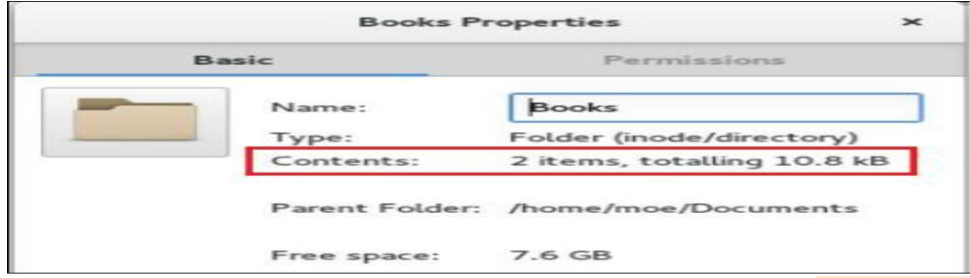 Books Properties ×
Basic Permissions
Name: Books
Type: Folder (inode/directory)
Contents: 2 items, totalling 10.8 kB
Parent Folder: /home/moe/Documents
Free space: 7.6 GB